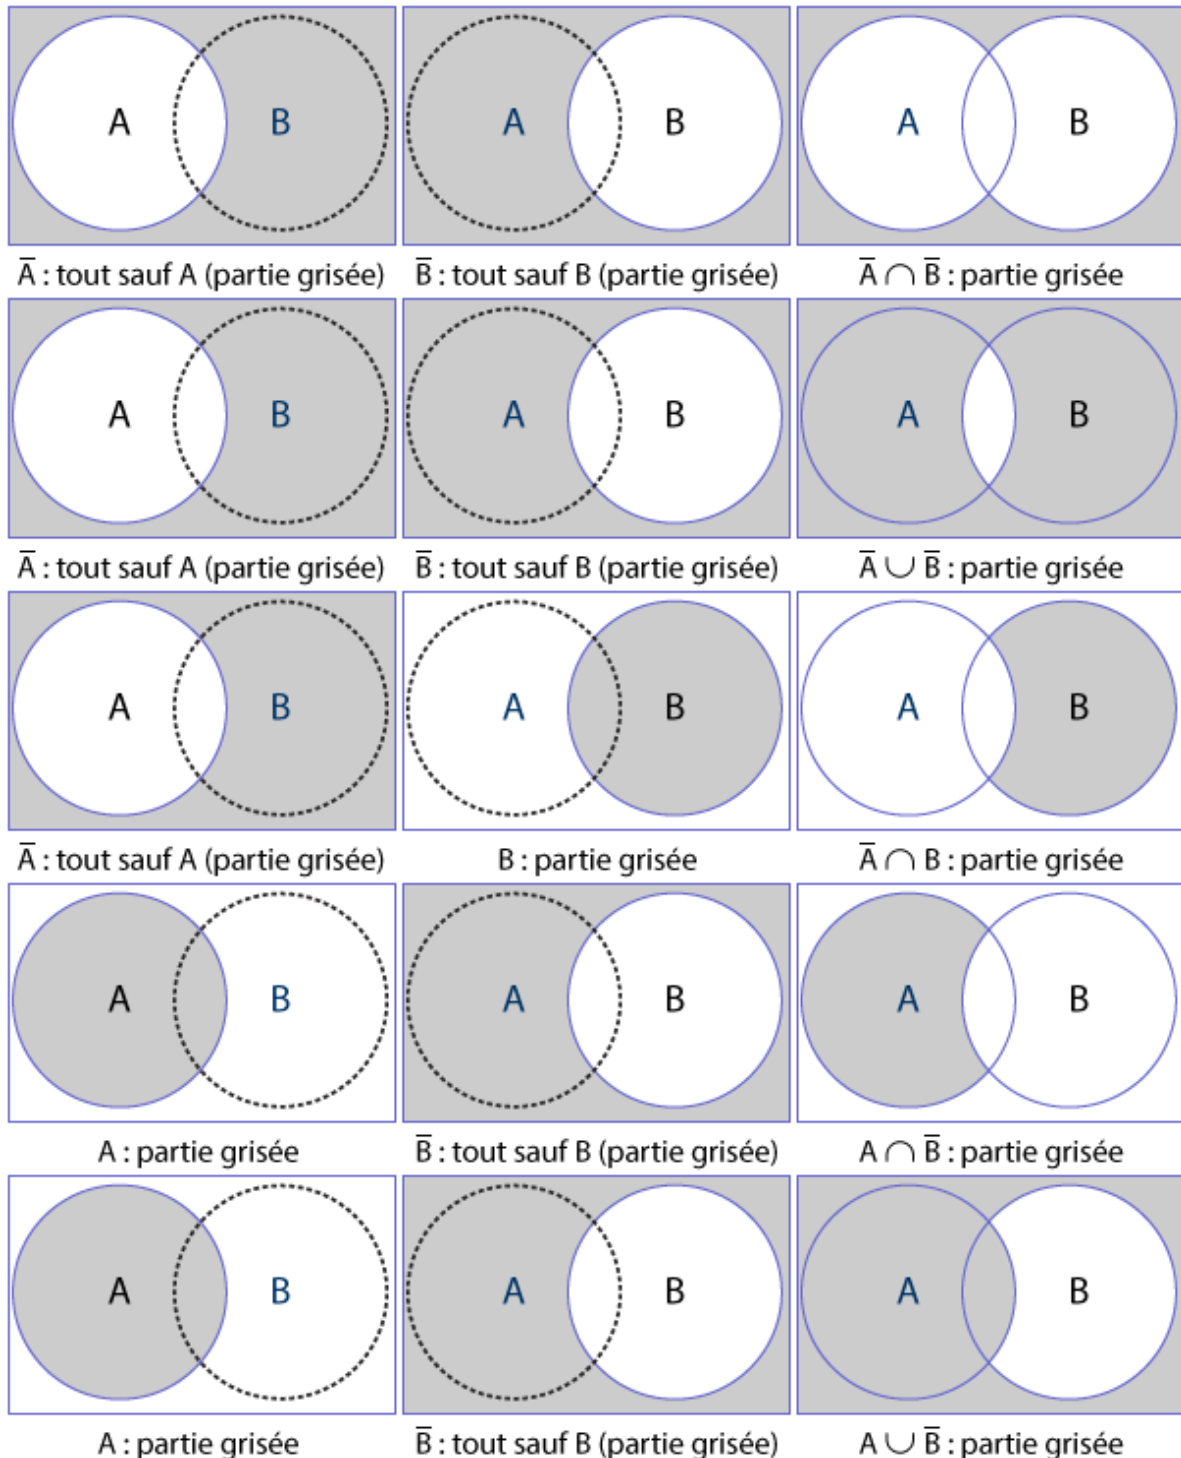 A B A B A B
A̅ : tout sauf A (partie grisée) B̅ : tout sauf B (partie grisée) A̅ ∩ B̅ : partie grisée
A B A B A B
A̅ : tout sauf A (partie grisée) B̅ : tout sauf B (partie grisée) A̅ ∪ B̅ : partie grisée
A B A B A B
A̅ : tout sauf A (partie grisée) B : partie grisée A̅ ∩ B : partie grisée
A B A B A B
A : partie grisée B̅ : tout sauf B (partie grisée) A ∩ B̅ : partie grisée
A B A B A B
A : partie grisée B̅ : tout sauf B (partie grisée) A ∪ B̅ : partie grisée